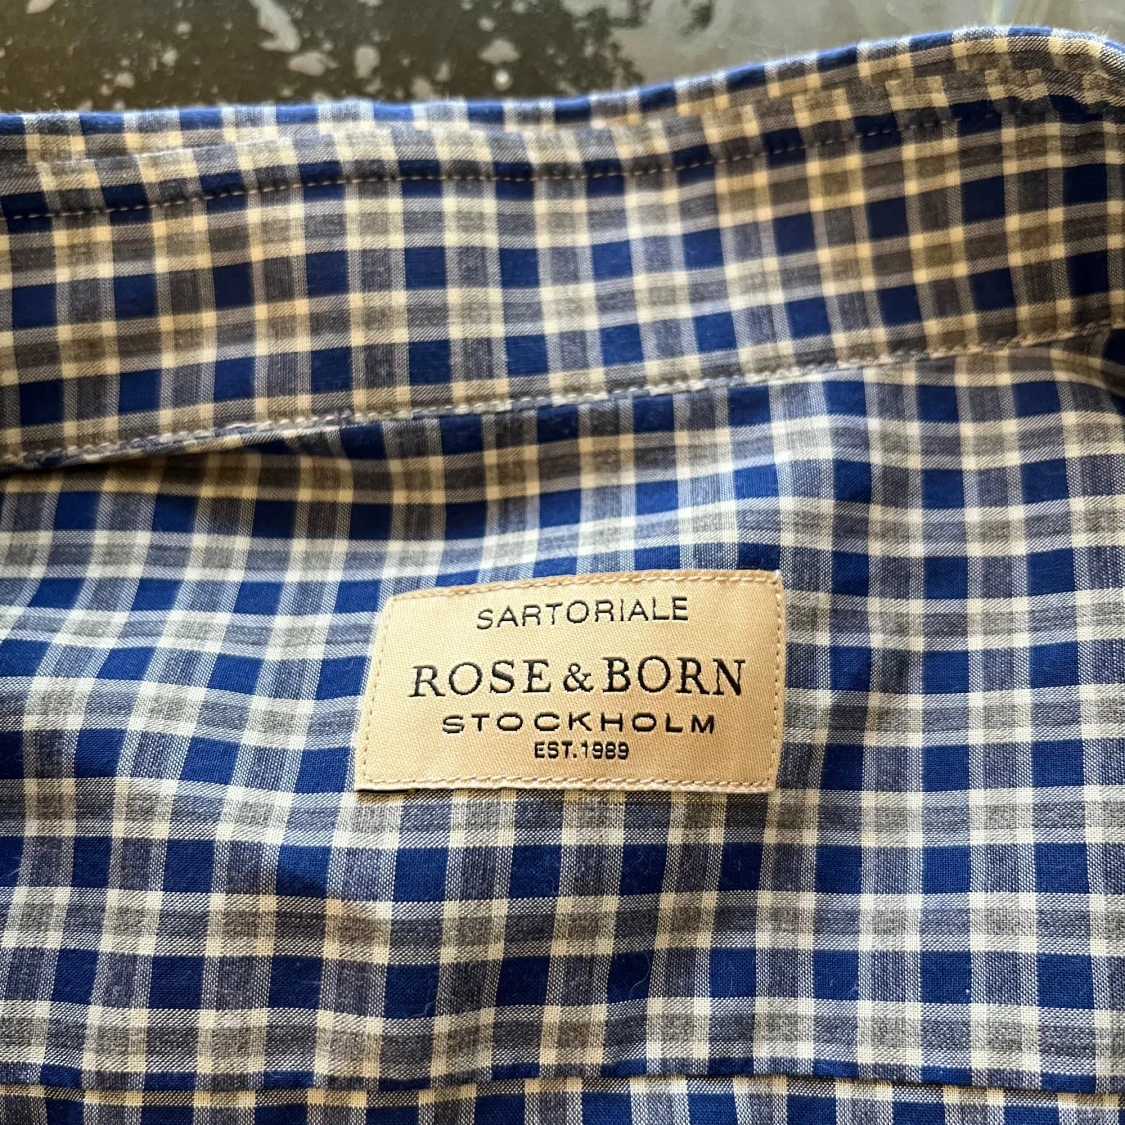 SARTORIALE
ROSE & BORN
STOCKHOLM
EST. 1989